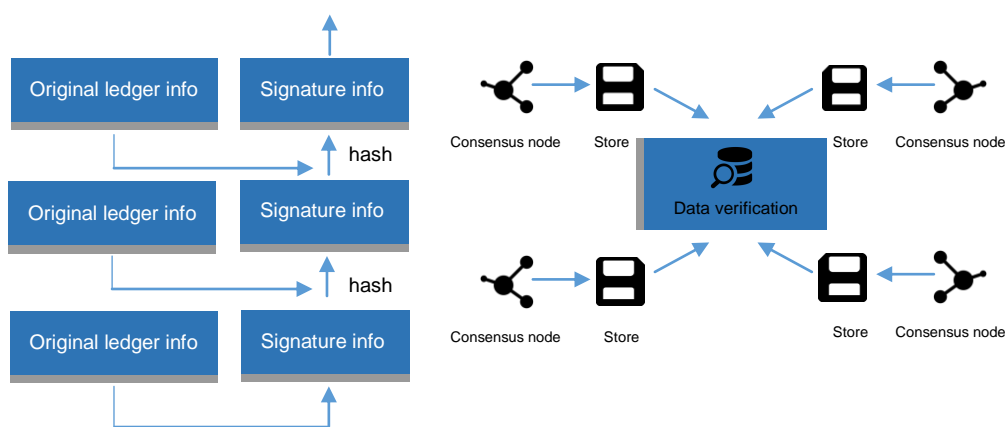 Original ledger info
Signature info
hash
Original ledger info
Signature info
hash
Original ledger info
Signature info
Consensus node
Store
Store
Consensus node
Data verification
Consensus node
Store
Store
Consensus node